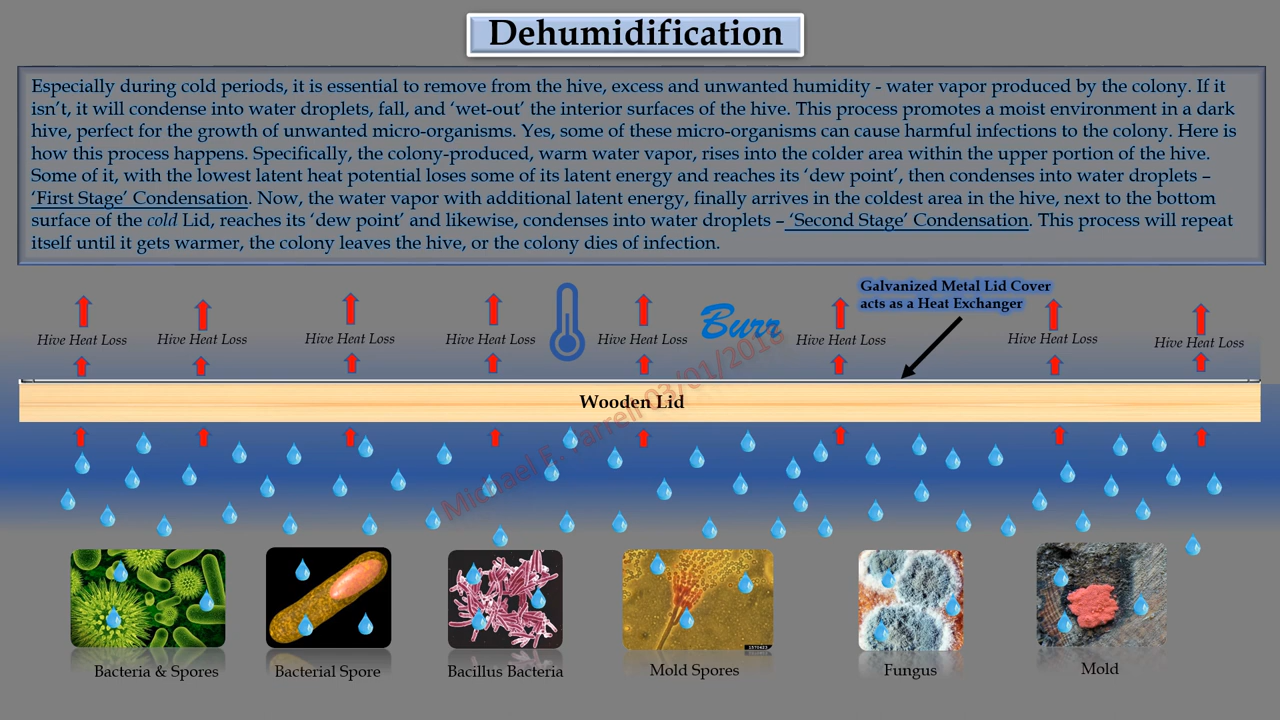 Dehumidification
Especially during cold periods, it is essential to remove from the hive, excess and unwanted humidity - water vapor produced by the colony. If it
isn't, it will condense into water droplets, fall, and 'wet-out' the interior surfaces of the hive. This process promotes a moist environment in a dark
hive, perfect for the growth of unwanted micro-organisms. Yes, some of these micro-organisms can cause harmful infections to the colony. Here is
how this process happens. Specifically, the colony-produced, warm water vapor, rises into the colder area within the upper portion of the hive.
Some of it, with the lowest latent heat potential loses some of its latent energy and reaches its 'dew point', then condenses into water droplets –
'First Stage' Condensation. Now, the water vapor with additional latent energy, finally arrives in the coldest area in the hive, next to the bottom
surface of the cold Lid, reaches its 'dew point' and likewise, condenses into water droplets – 'Second Stage' Condensation. This process will repeat
itself until it gets warmer, the colony leaves the hive, or the colony dies of infection.
Galvanized Metal Lid Cover
acts as a Heat Exchanger
Burr
Hive Heat Loss
Hive Heat Loss
Hive Heat Loss
Hive Heat Loss
Hive Heat Loss
Hive Heat Loss
Hive Heat Loss
Hive Heat Loss
Wooden Lid
Michael F. Farrell 03/01/2016
Bacteria & Spores
Bacterial Spore
Bacillus Bacteria
Mold Spores
Fungus
Mold